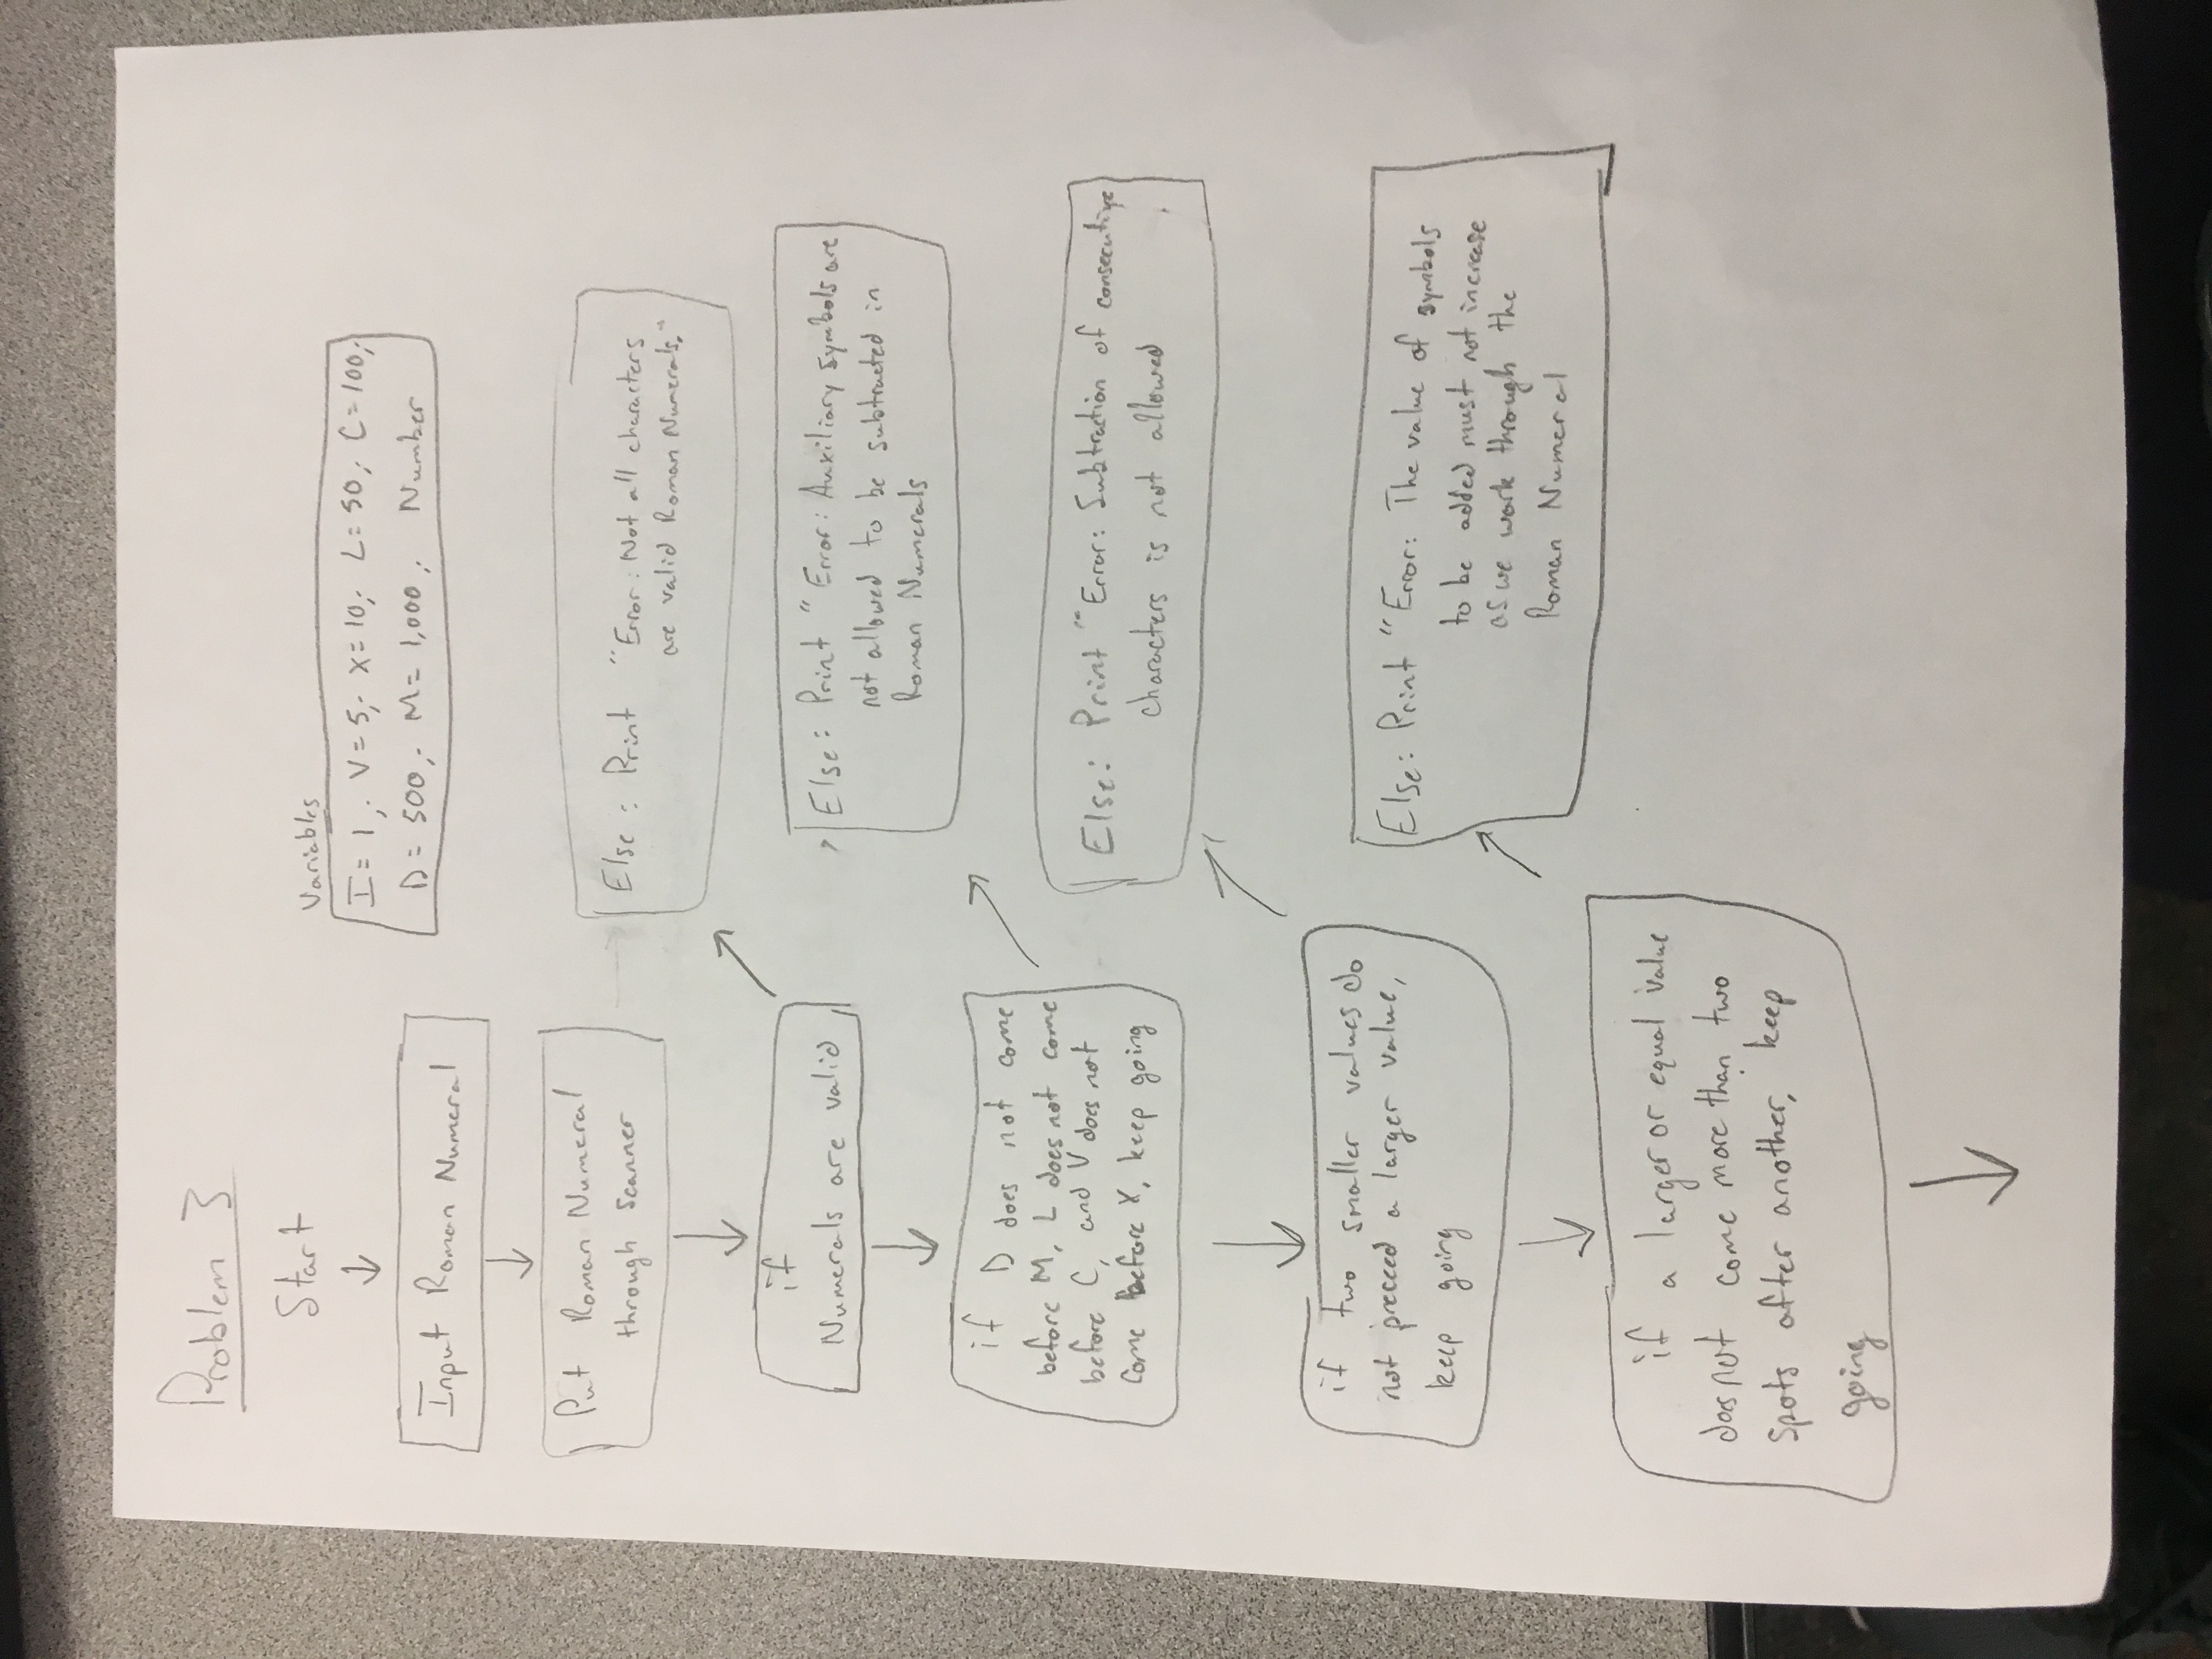 Problem 3
Start
Variables
I = 1 ; V = 5; X = 10; L = 50; C = 100;
D = 500; M = 1,000; Number
Input Roman Numeral
Put Roman Numeral
through scanner
Else : Print "Error: Not all characters
are valid Roman Numerals."
if
Numerals are valid
Else: Print "Error: Auxiliary symbols are
not allowed to be subtracted in
Roman Numerals
if D does not come
before M, L does not come
before C, and V does not
come before X, keep going
Else: Print "Error: Subtraction of consecutive
characters is not allowed
if two smaller values do
not preceed a larger value,
keep going
Else: Print "Error: The value of symbols
to be added must not increase
as we work through the
Roman Numeral
if a larger or equal value
does not come more than two
spots after another, keep
going